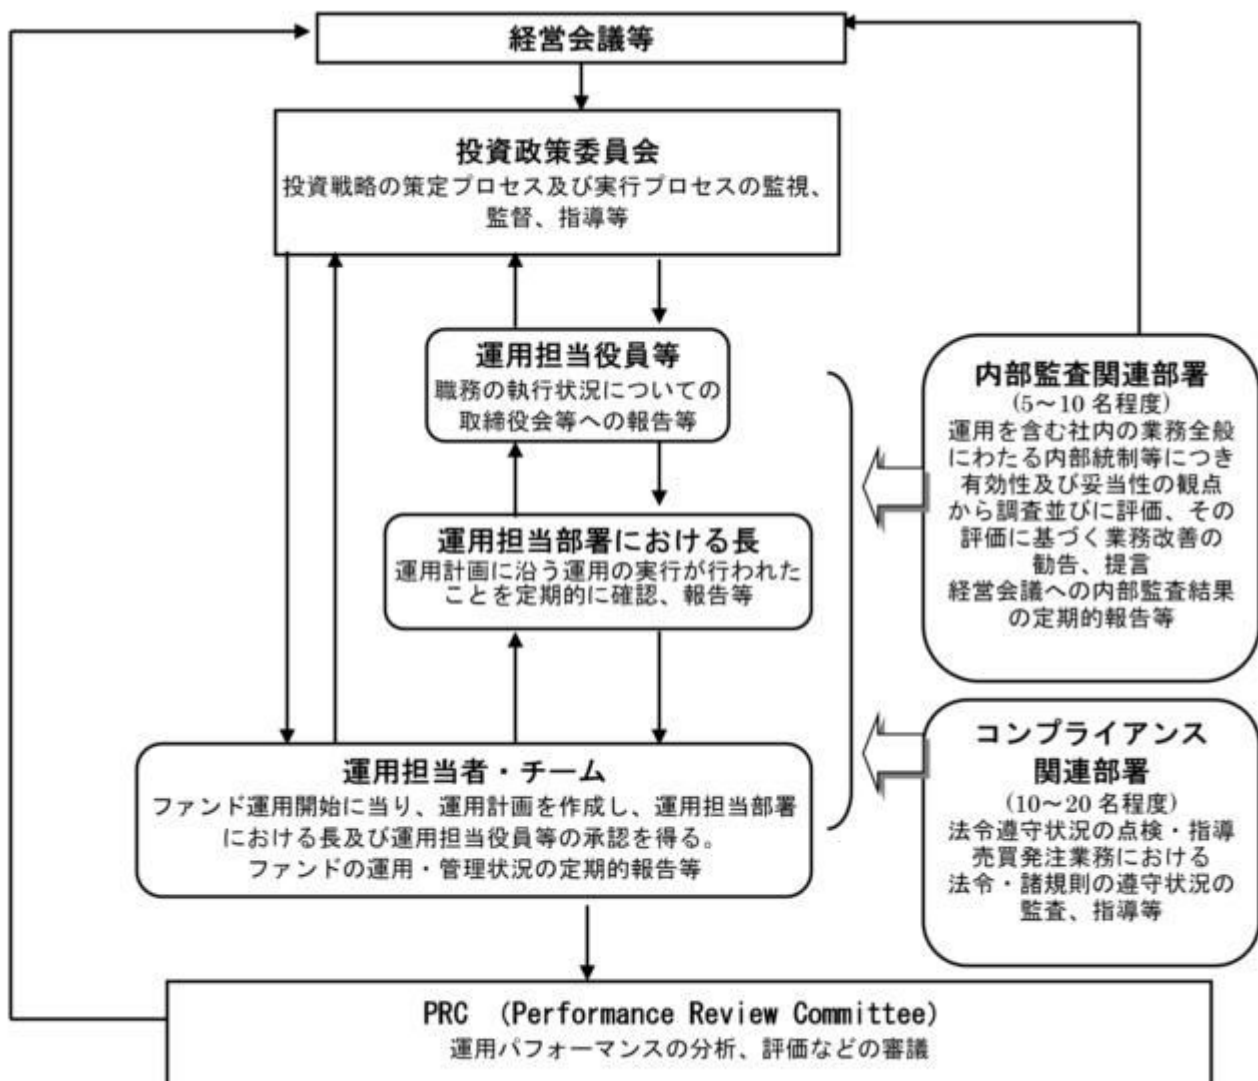 経営会議等
投資政策委員会
投資戦略の策定プロセス及び実行プロセスの監視、
監督、指導等
運用担当役員等
職務の執行状況についての
取締役会等への報告等
運用担当部署における長
運用計画に沿う運用の実行が行われた
ことを定期的に確認、報告等
運用担当者・チーム
ファンド運用開始に当り、運用計画を作成し、運用担当部署
における長及び運用担当役員等の承認を得る。
ファンドの運用・管理状況の定期的報告等
内部監査関連部署
(5～10 名程度)
運用を含む社内の業務全般
にわたる内部統制等につき
有効性及び妥当性の観点
から調査並びに評価、その
評価に基づく業務改善の
勧告、提言
経営会議への内部監査結果
の定期的報告等
コンプライアンス
関連部署
(10～20 名程度)
法令遵守状況の点検・指導
売買発注業務における
法令・諸規則の遵守状況の
監査、指導等
PRC （Performance Review Committee）
運用パフォーマンスの分析、評価などの審議